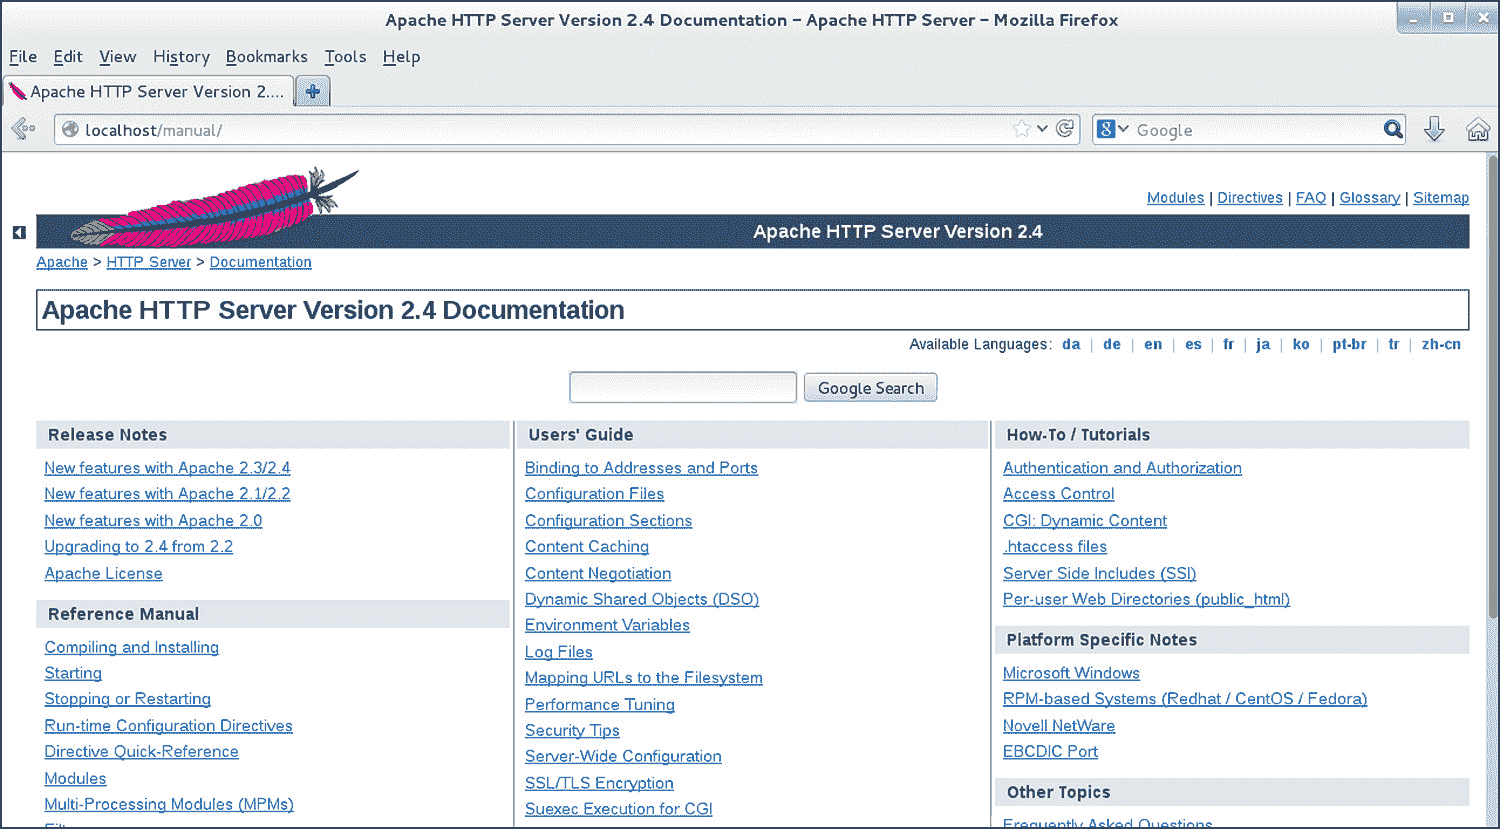 Apache HTTP Server Version 2.4 Documentation – Apache HTTP Server – Mozilla Firefox
File Edit View History Bookmarks Tools Help
Apache HTTP Server Version 2....
localhost/manual/
8 Google
Modules | Directives | FAQ | Glossary | Sitemap
Apache HTTP Server Version 2.4
Apache > HTTP Server > Documentation
Apache HTTP Server Version 2.4 Documentation
Available Languages: da | de | en | es | fr | ja | ko | pt-br | tr | zh-cn
Google Search
Release Notes
New features with Apache 2.3/2.4
New features with Apache 2.1/2.2
New features with Apache 2.0
Upgrading to 2.4 from 2.2
Apache License
Reference Manual
Compiling and Installing
Starting
Stopping or Restarting
Run-time Configuration Directives
Directive Quick-Reference
Modules
Multi-Processing Modules (MPMs)
Users' Guide
Binding to Addresses and Ports
Configuration Files
Configuration Sections
Content Caching
Content Negotiation
Dynamic Shared Objects (DSO)
Environment Variables
Log Files
Mapping URLs to the Filesystem
Performance Tuning
Security Tips
Server-Wide Configuration
SSL/TLS Encryption
Suexec Execution for CGI
How-To / Tutorials
Authentication and Authorization
Access Control
CGI: Dynamic Content
.htaccess files
Server Side Includes (SSI)
Per-user Web Directories (public_html)
Platform Specific Notes
Microsoft Windows
RPM-based Systems (Redhat / CentOS / Fedora)
Novell NetWare
EBCDIC Port
Other Topics
Frequently Asked Questions